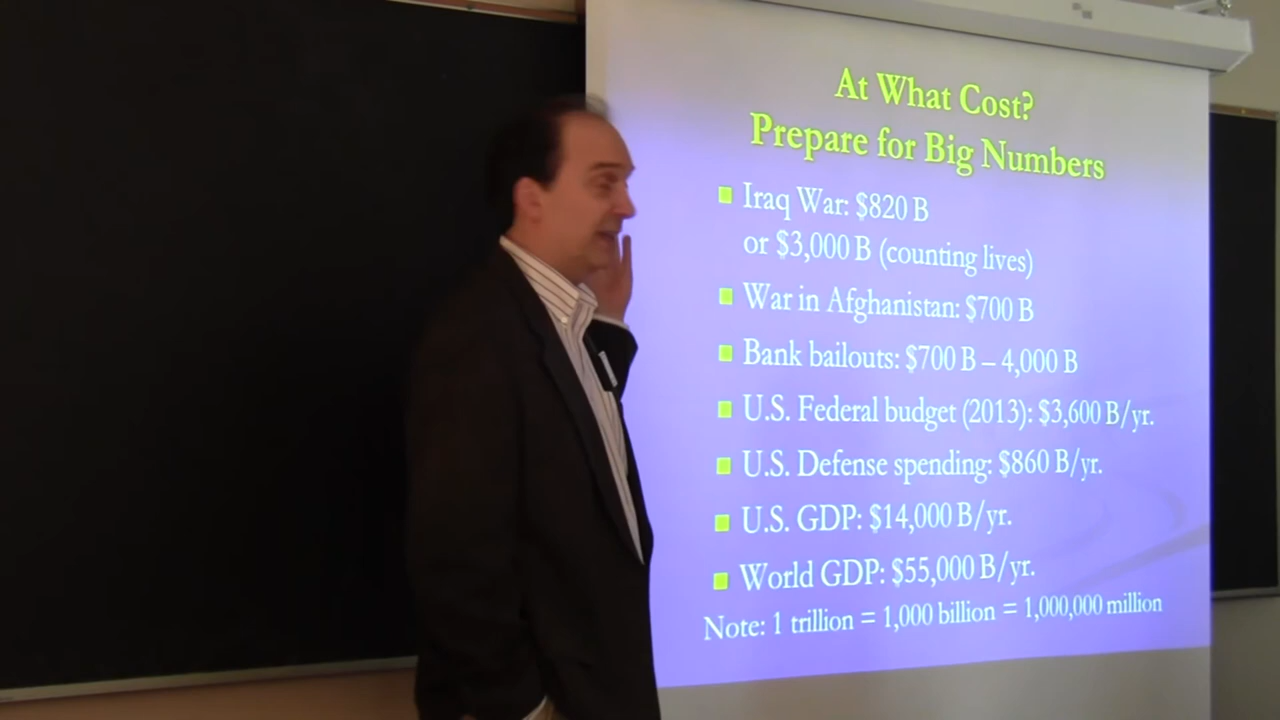 At What Cost?
Prepare for Big Numbers
Iraq War: $820 B
or $3,000 B (counting lives)
War in Afghanistan: $700 B
Bank bailouts: $700 B – 4,000 B
U.S. Federal budget (2013): $3,600 B/yr.
U.S. Defense spending: $860 B/yr.
U.S. GDP: $14,000 B/yr.
World GDP: $55,000 B/yr.
Note: 1 trillion = 1,000 billion = 1,000,000 million